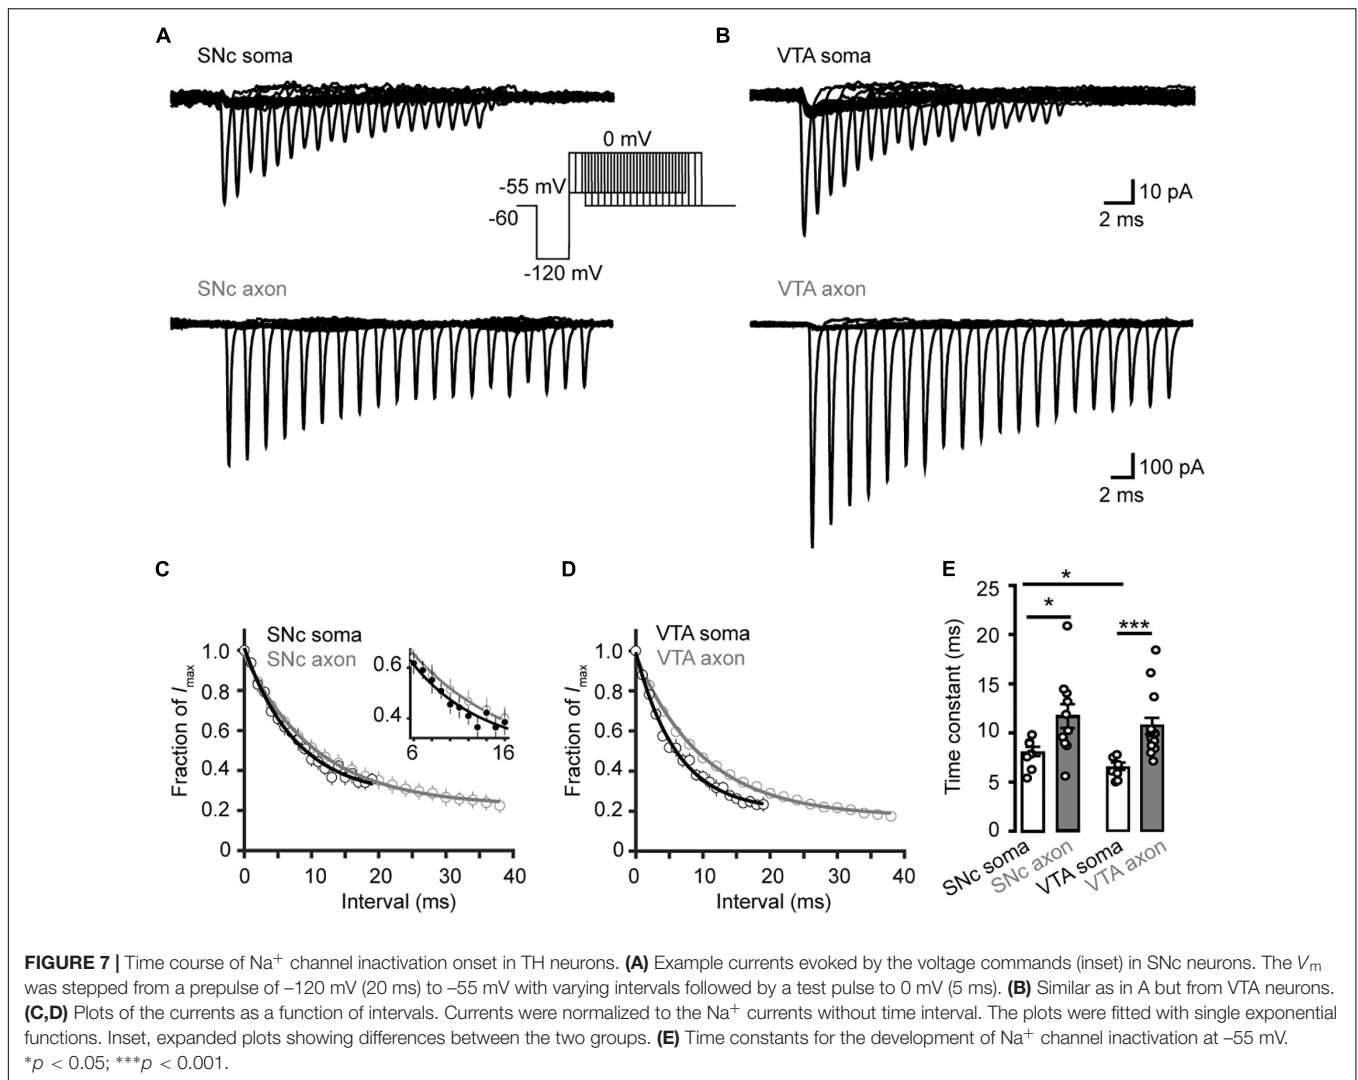 A
SNc soma
B
VTA soma
0 mV
-55 mV
-60
-120 mV
10 pA
2 ms
SNc axon
VTA axon
100 pA
2 ms
C
SNc soma
SNc axon
1.0
0.8
0.6
0.4
0.2
0
Fraction of Imax
0.6
0.4
6
16
0
10
20
30
40
Interval (ms)
D
VTA soma
VTA axon
1.0
0.8
0.6
0.4
0.2
0
Fraction of Imax
0
10
20
30
40
Interval (ms)
E
25
20
15
10
5
0
Time constant (ms)
*
*
***
SNc soma
SNc axon
VTA soma
VTA axon
FIGURE 7 | Time course of Na+ channel inactivation onset in TH neurons. (A) Example currents evoked by the voltage commands (inset) in SNc neurons. The Vm
was stepped from a prepulse of –120 mV (20 ms) to –55 mV with varying intervals followed by a test pulse to 0 mV (5 ms). (B) Similar as in A but from VTA neurons.
(C,D) Plots of the currents as a function of intervals. Currents were normalized to the Na+ currents without time interval. The plots were fitted with single exponential
functions. Inset, expanded plots showing differences between the two groups. (E) Time constants for the development of Na+ channel inactivation at –55 mV.
*p < 0.05; ***p < 0.001.